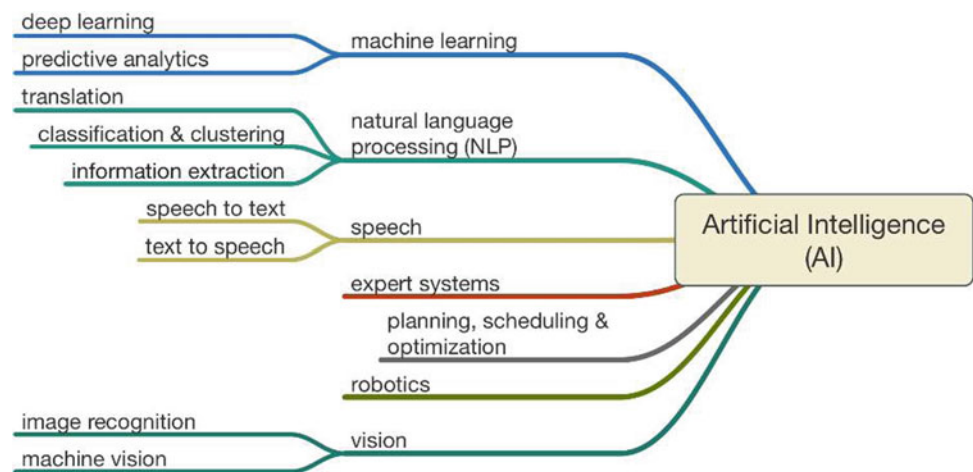 deep learning
machine learning
predictive analytics
translation
natural language
processing (NLP)
classification & clustering
information extraction
speech to text
speech
text to speech
expert systems
planning, scheduling &
optimization
robotics
image recognition
vision
machine vision
Artificial Intelligence
(AI)